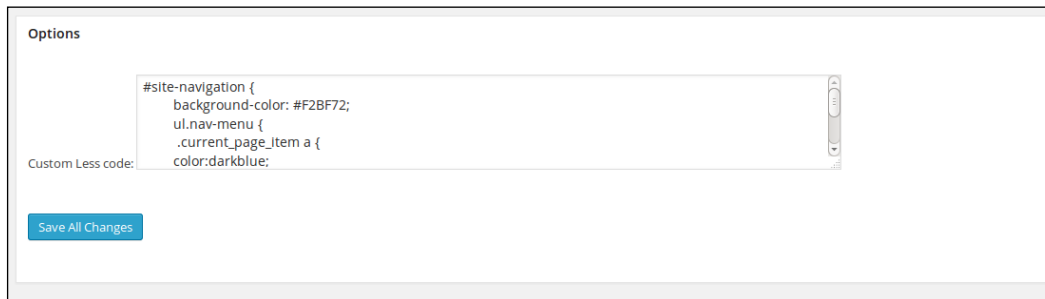 Options
#site-navigation {
background-color: #F2BF72;
ul.nav-menu {
.current_page_item a {
Custom Less code: color:darkblue;
Save All Changes